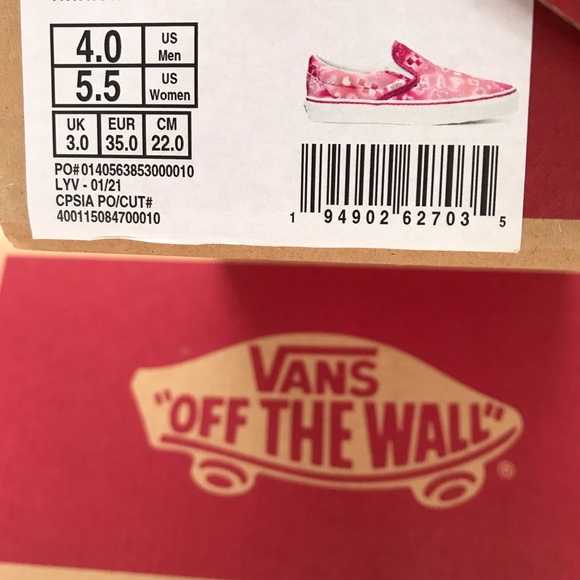 4.0 US Men
5.5 US Women
UK EUR CM
3.0 35.0 22.0
PO# 0140563853000010
LYV - 01/21
CPSIA PO/CUT#
400115084700010
1 94902 62703 5
VANS
"OFF THE WALL"
®